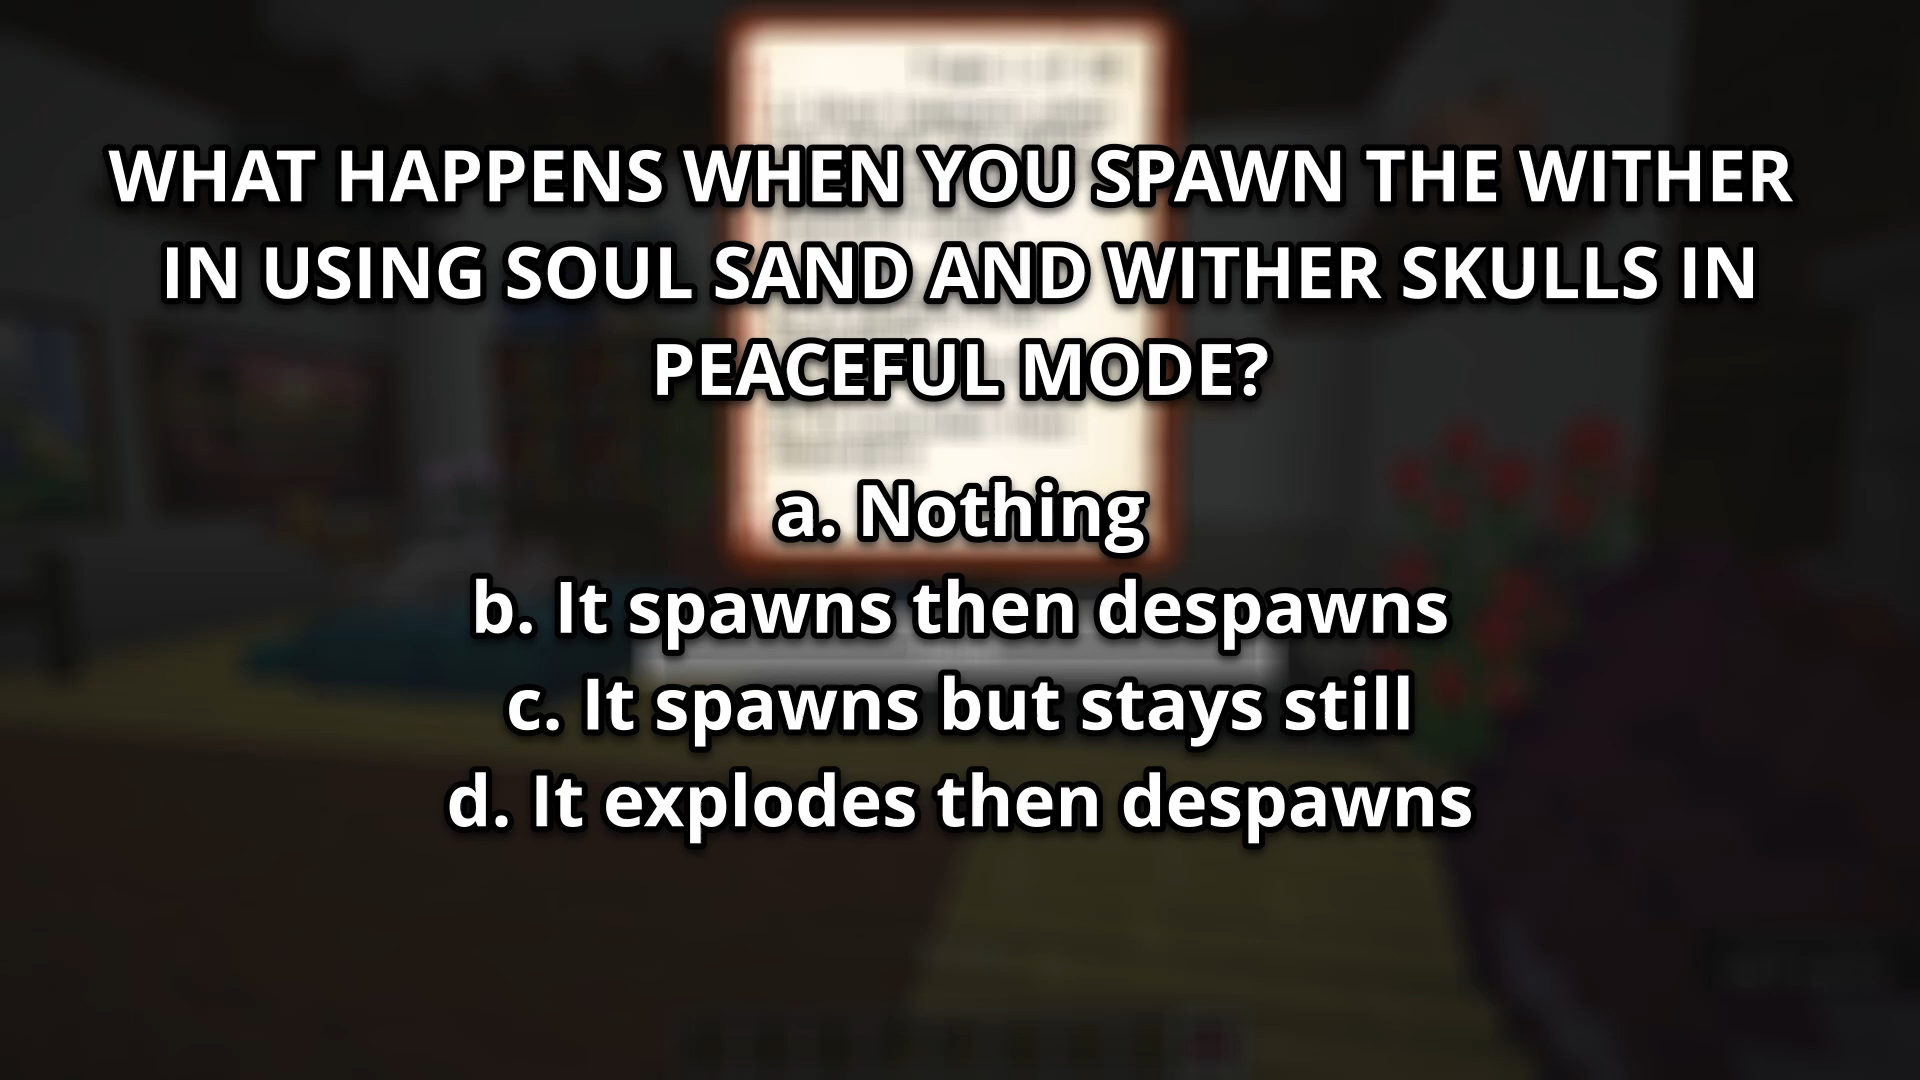 WHAT HAPPENS WHEN YOU SPAWN THE WITHER
IN USING SOUL SAND AND WITHER SKULLS IN
PEACEFUL MODE?
a. Nothing
b. It spawns then despawns
c. It spawns but stays still
d. It explodes then despawns